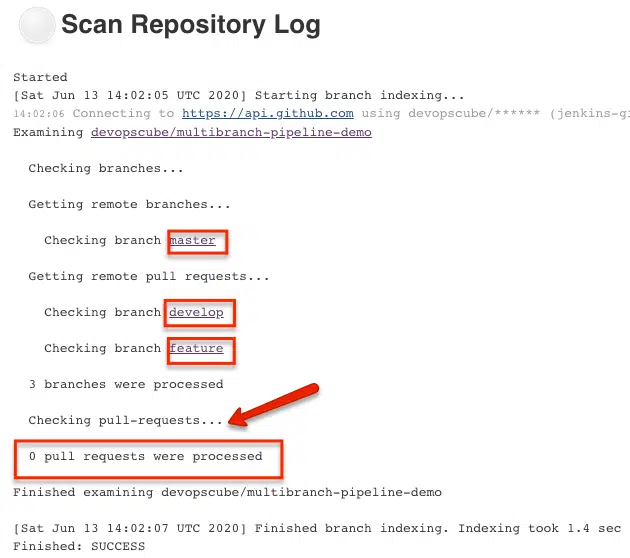 Scan Repository Log
Started
[Sat Jun 13 14:02:05 UTC 2020] Starting branch indexing...
14:02:06 Connecting to https://api.github.com using devopscube/****** (jenkins-gi
Examining devopscube/multibranch-pipeline-demo
Checking branches...
Getting remote branches...
Checking branch master
Getting remote pull requests...
Checking branch develop
Checking branch feature
3 branches were processed
Checking pull-requests...
0 pull requests were processed
Finished examining devopscube/multibranch-pipeline-demo
[Sat Jun 13 14:02:07 UTC 2020] Finished branch indexing. Indexing took 1.4 sec
Finished: SUCCESS